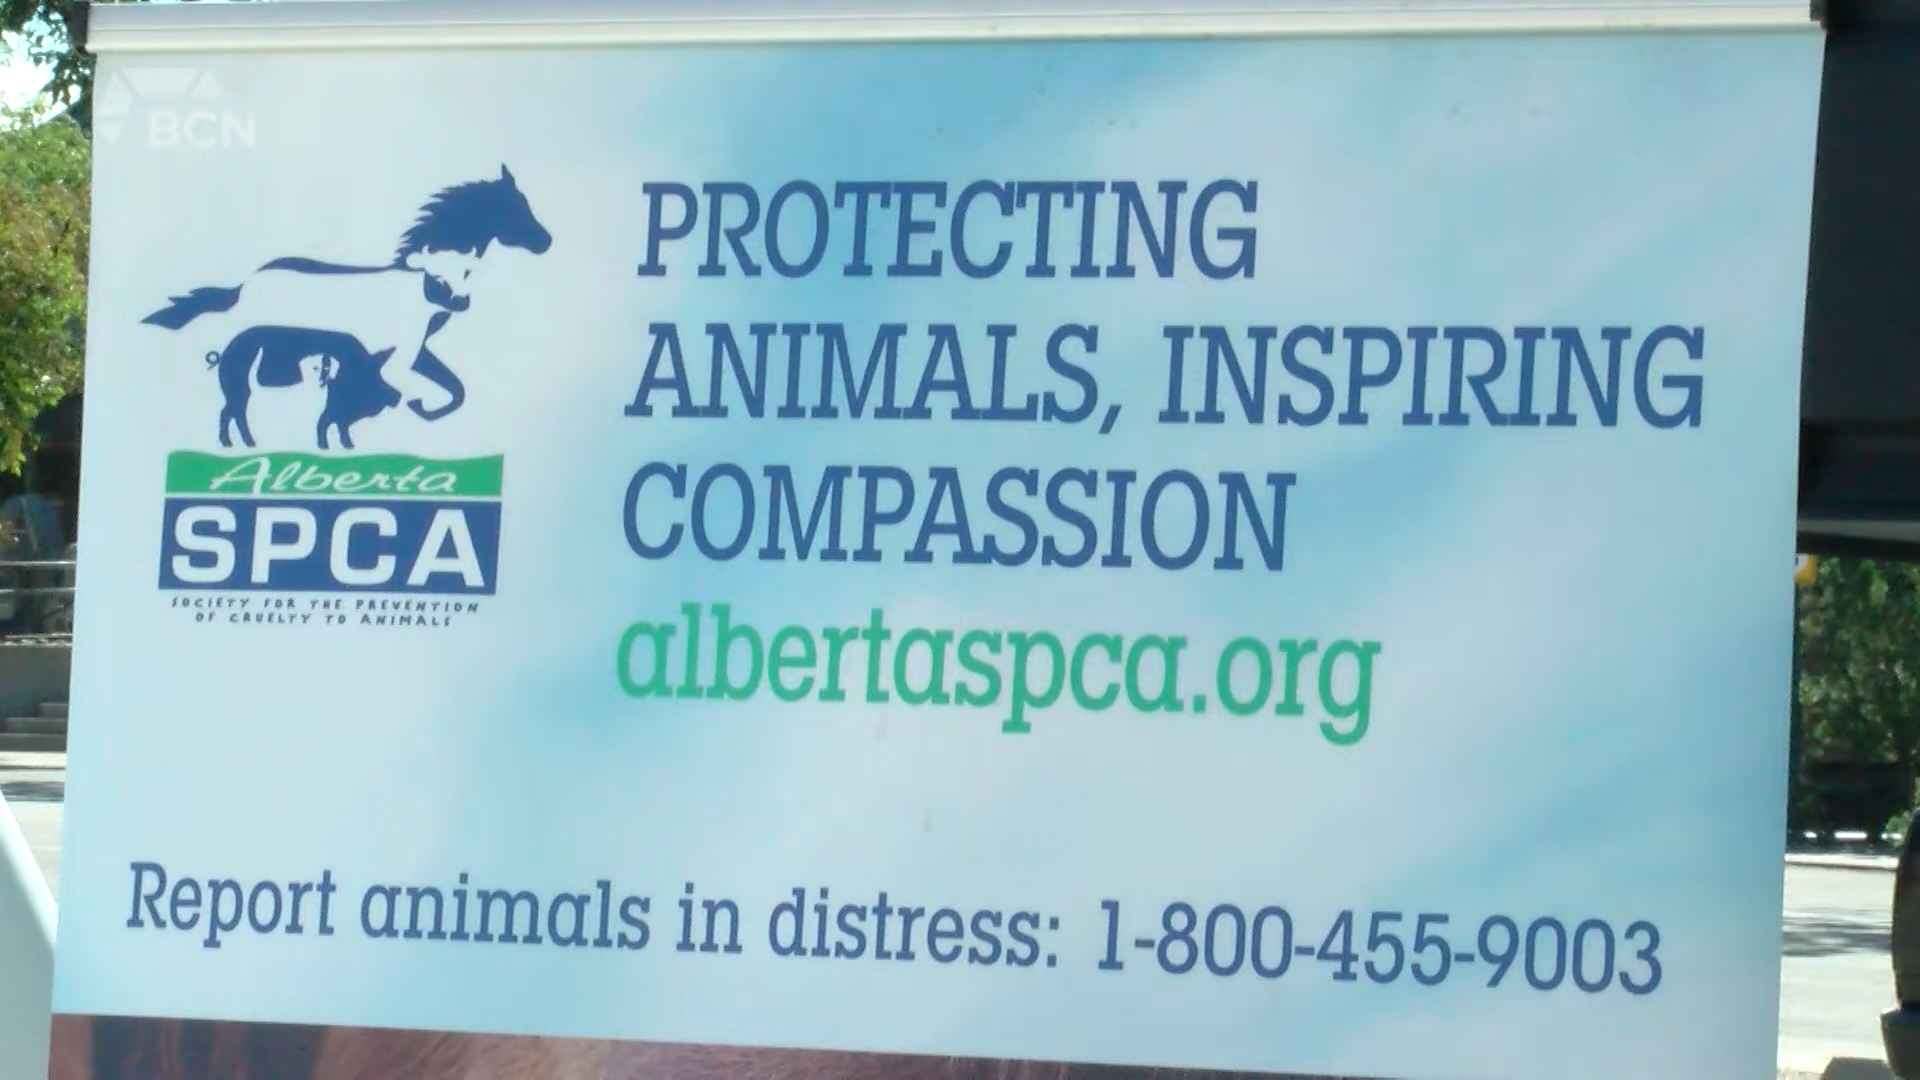 BCN
PROTECTING
ANIMALS, INSPIRING
COMPASSION
albertaspca.org
Alberta
SPCA
SOCIETY FOR THE PREVENTION
OF CRUELTY TO ANIMALS
Report animals in distress: 1-800-455-9003